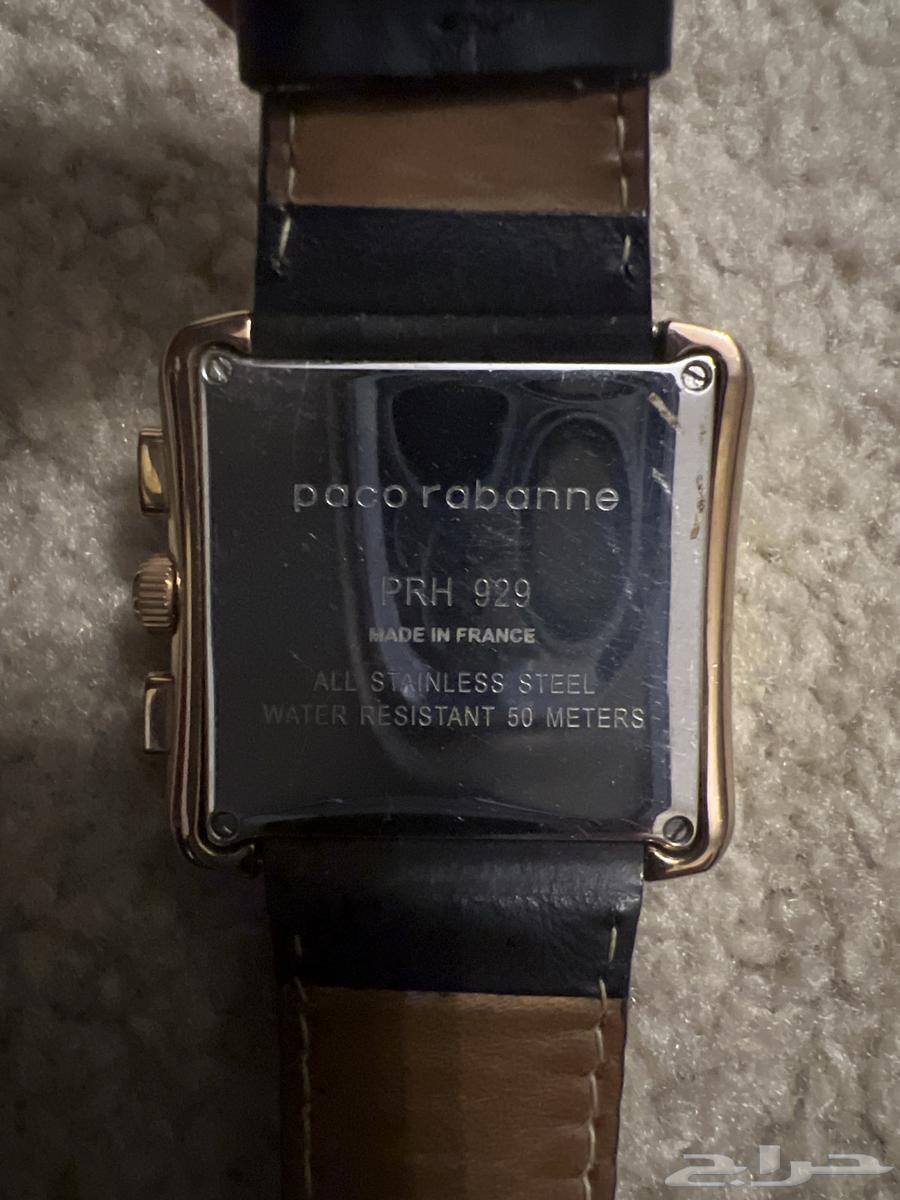 paco rabanne
PRH 929
MADE IN FRANCE
ALL STAINLESS STEEL
WATER RESISTANT 50 METERS
حراج